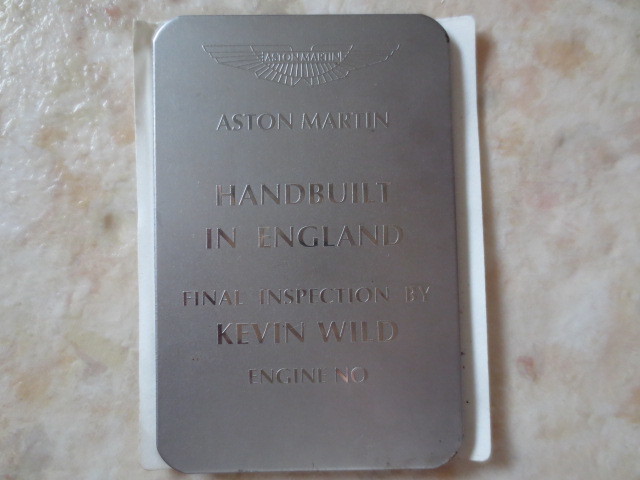 ASTON MARTIN
ASTON MARTIN
HANDBUILT
IN ENGLAND
FINAL INSPECTION BY
KEVIN WILD
ENGINE NO